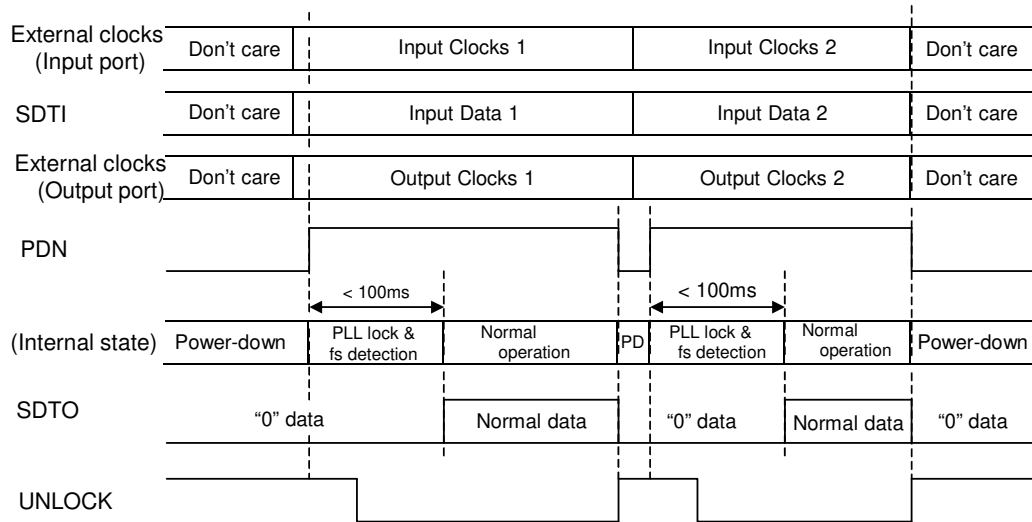 External clocks
(Input port)
Don't care
Input Clocks 1
Input Clocks 2
Don't care
SDTI
Don't care
Input Data 1
Input Data 2
Don't care
External clocks
(Output port)
Don't care
Output Clocks 1
Output Clocks 2
Don't care
PDN
< 100ms
< 100ms
(Internal state)
Power-down
PLL lock &
fs detection
Normal
operation
PD
PLL lock &
fs detection
Normal
operation
Power-down
SDTO
“0” data
Normal data
“0” data
Normal data
“0” data
UNLOCK